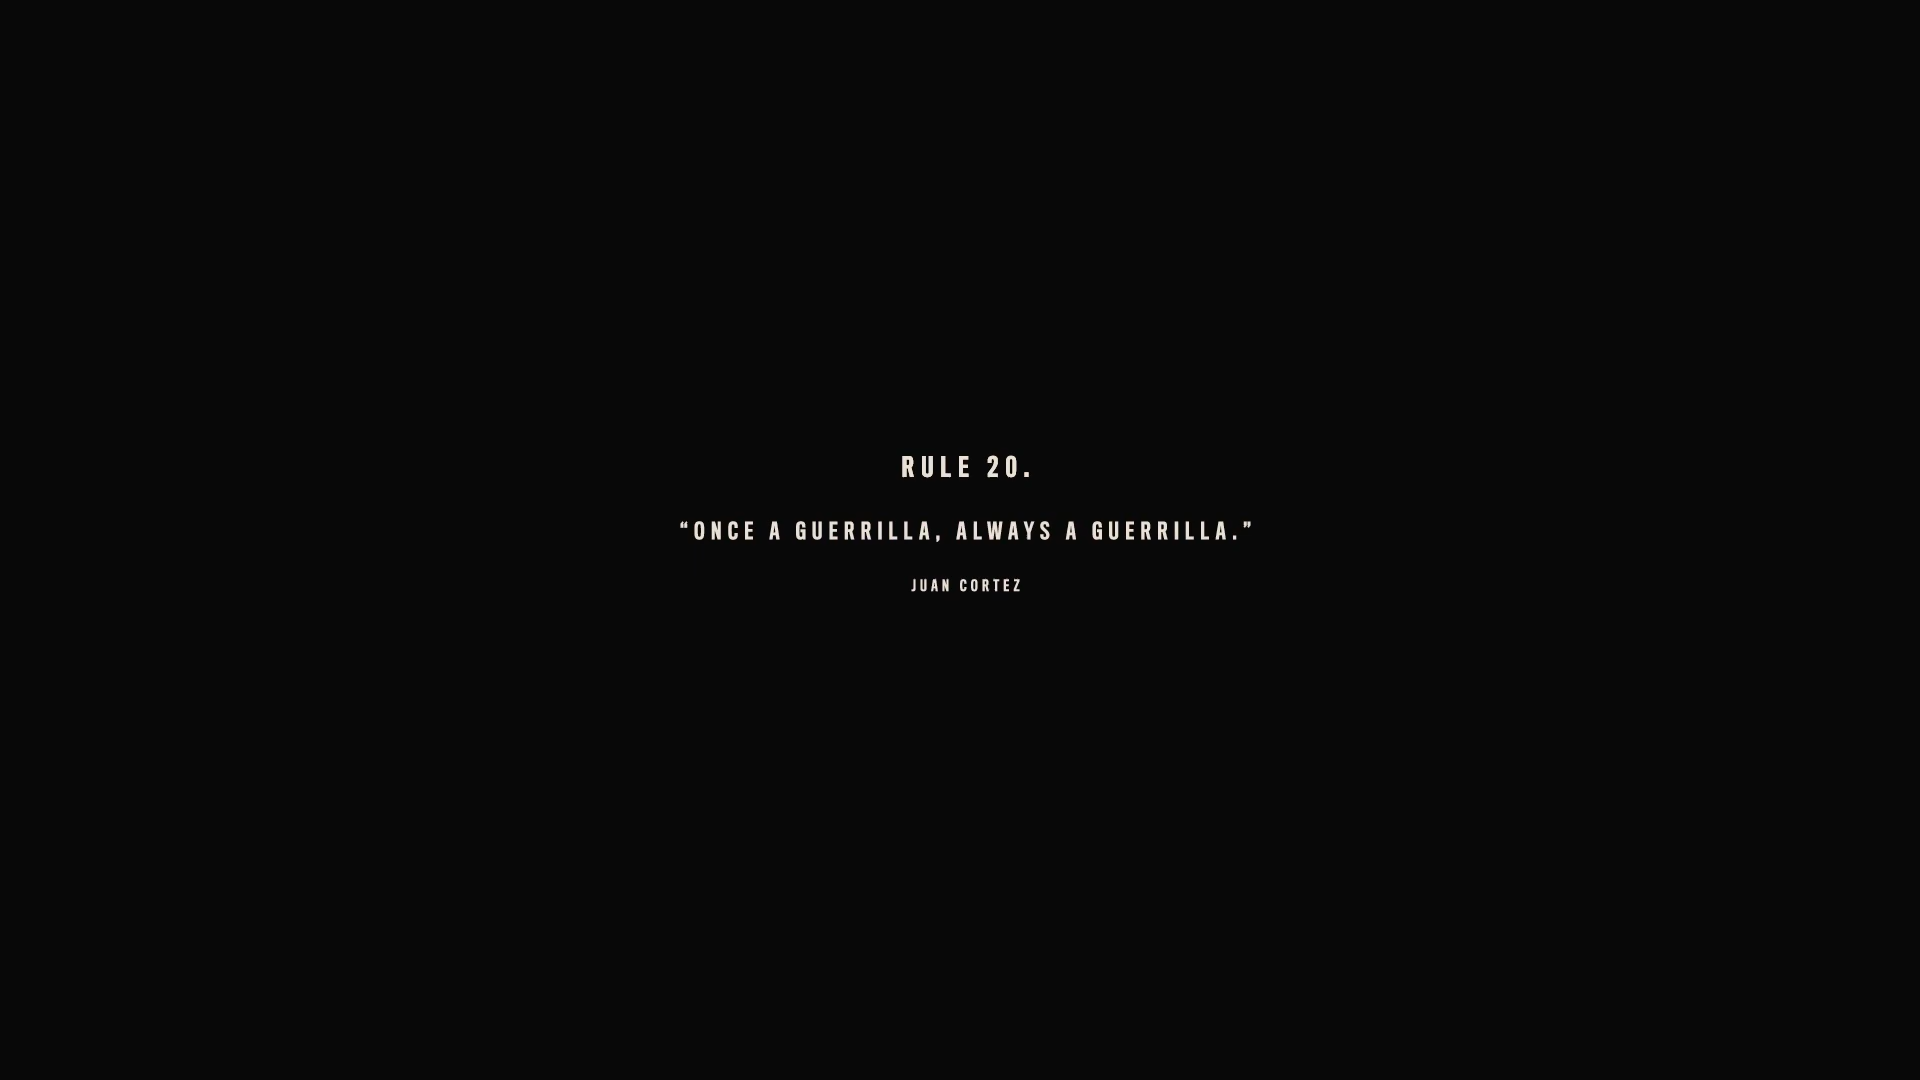 RULE 20.
“ONCE A GUERRILLA, ALWAYS A GUERRILLA.”
JUAN CORTEZ